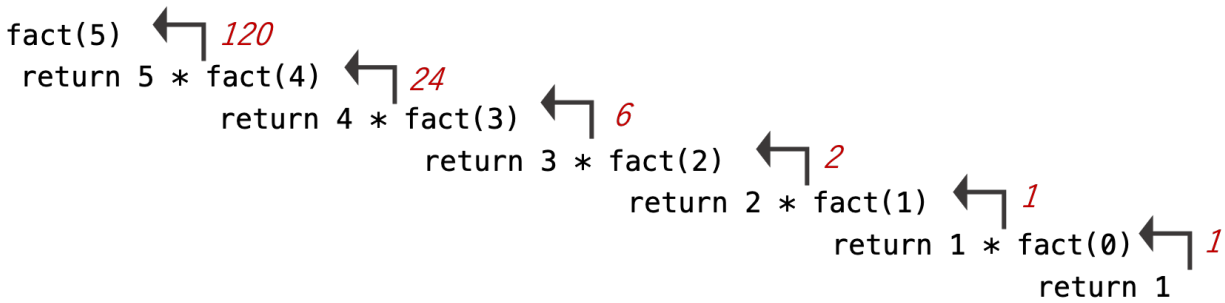 fact(5) 120
return 5 * fact(4) 24
return 4 * fact(3) 6
return 3 * fact(2) 2
return 2 * fact(1) 1
return 1 * fact(0) 1
return 1